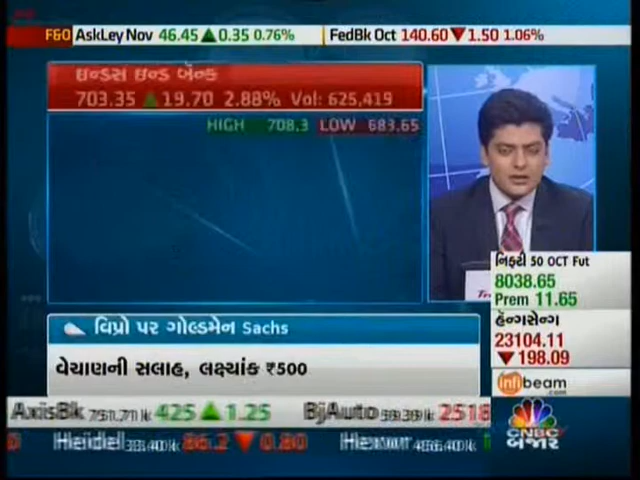 F&O AskLey Nov 46.45 ▲ 0.35 0.76% FedBk Oct 140.60 ▼ 1.50 1.06%
ઇન્ડસ ઇન્ડ બૅન્ક
703.35 ▲ 19.70 2.88% Vol: 625,419
HIGH 708.3 LOW 683.65
નિફ્ટી 50 OCT Fut
8038.65
Prem 11.65
હૅન્ગસેન્ગ
23104.11
▼ 198.09
વિપ્રો પર ગોલ્ડમેન Sachs
વેચાણની સલાહ, લક્ષ્યાંક ₹500
infibeam
.com
AxisBk 425 ▲ 1.25 BjAuto 2518
Heidel 86.2 ▼ 0.80
CNBC
બજાર